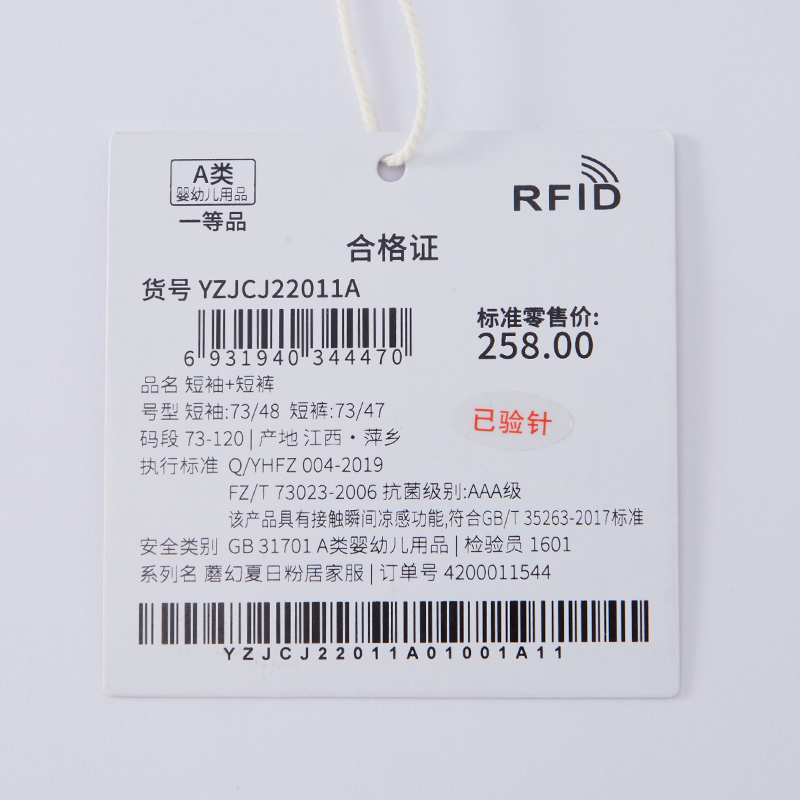 A类
婴幼儿用品
一等品
RFID
合格证
货号 YZJCJ22011A
6 931940 344470
标准零售价:
258.00
品名 短袖+短裤
号型 短袖:73/48 短裤:73/47
已验针
码段 73-120 | 产地 江西·萍乡
执行标准 Q/YHFZ 004-2019
FZ/T 73023-2006 抗菌级别:AAA级
该产品具有接触瞬间凉感功能,符合GB/T 35263-2017标准
安全类别 GB 31701 A类婴幼儿用品 | 检验员 1601
系列名 蘑幻夏日粉居家服 | 订单号 4200011544
YZJCJ22011A01001A11